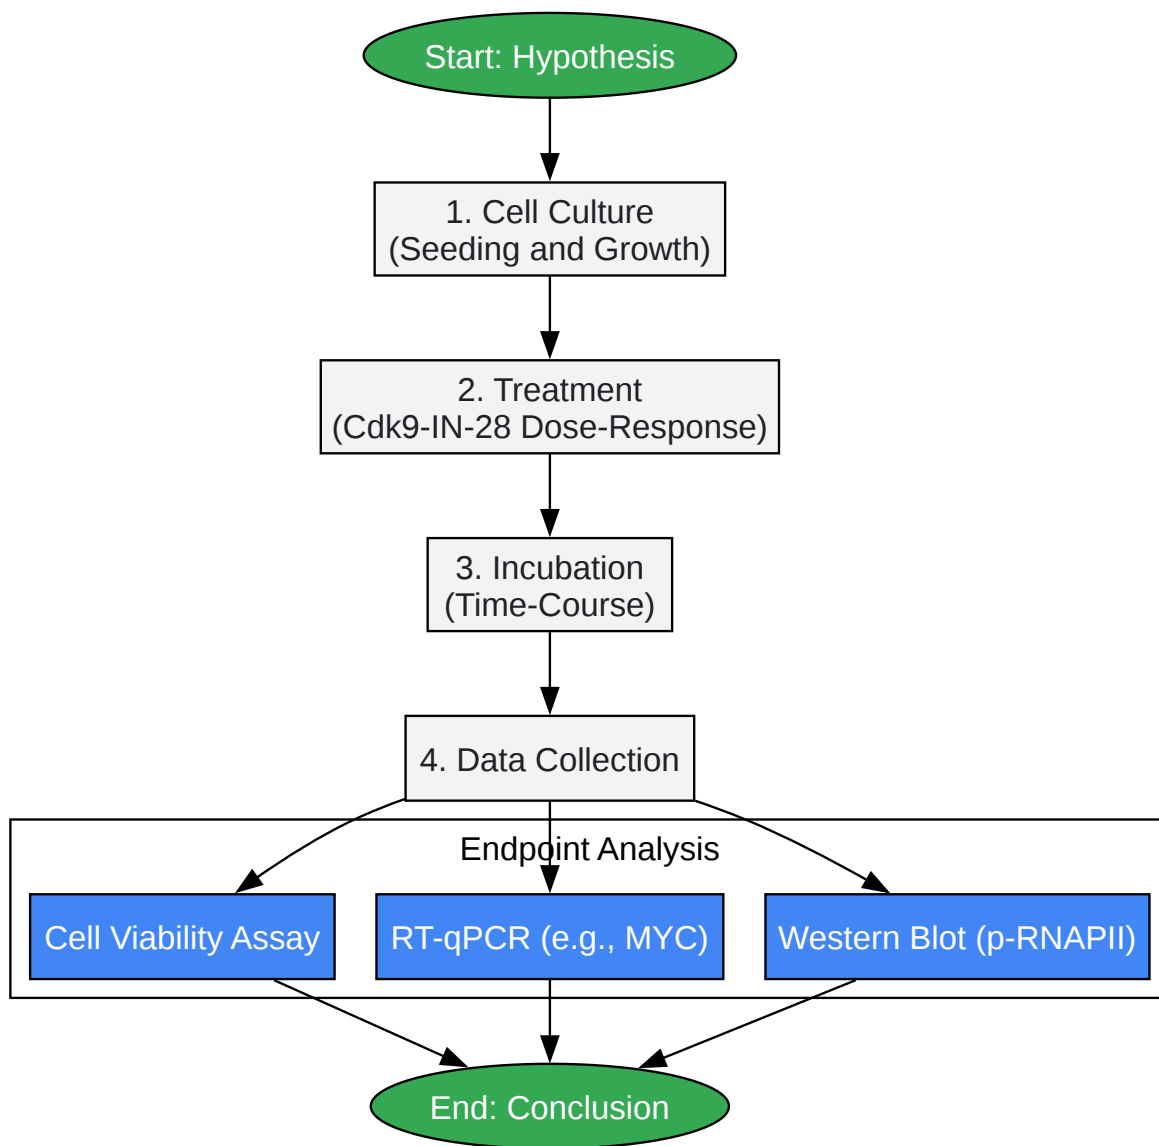 Start: Hypothesis
1. Cell Culture
(Seeding and Growth)
2. Treatment
(Cdk9-IN-28 Dose-Response)
3. Incubation
(Time-Course)
4. Data Collection
Endpoint Analysis
Cell Viability Assay
RT-qPCR (e.g., MYC)
Western Blot (p-RNAPII)
End: Conclusion